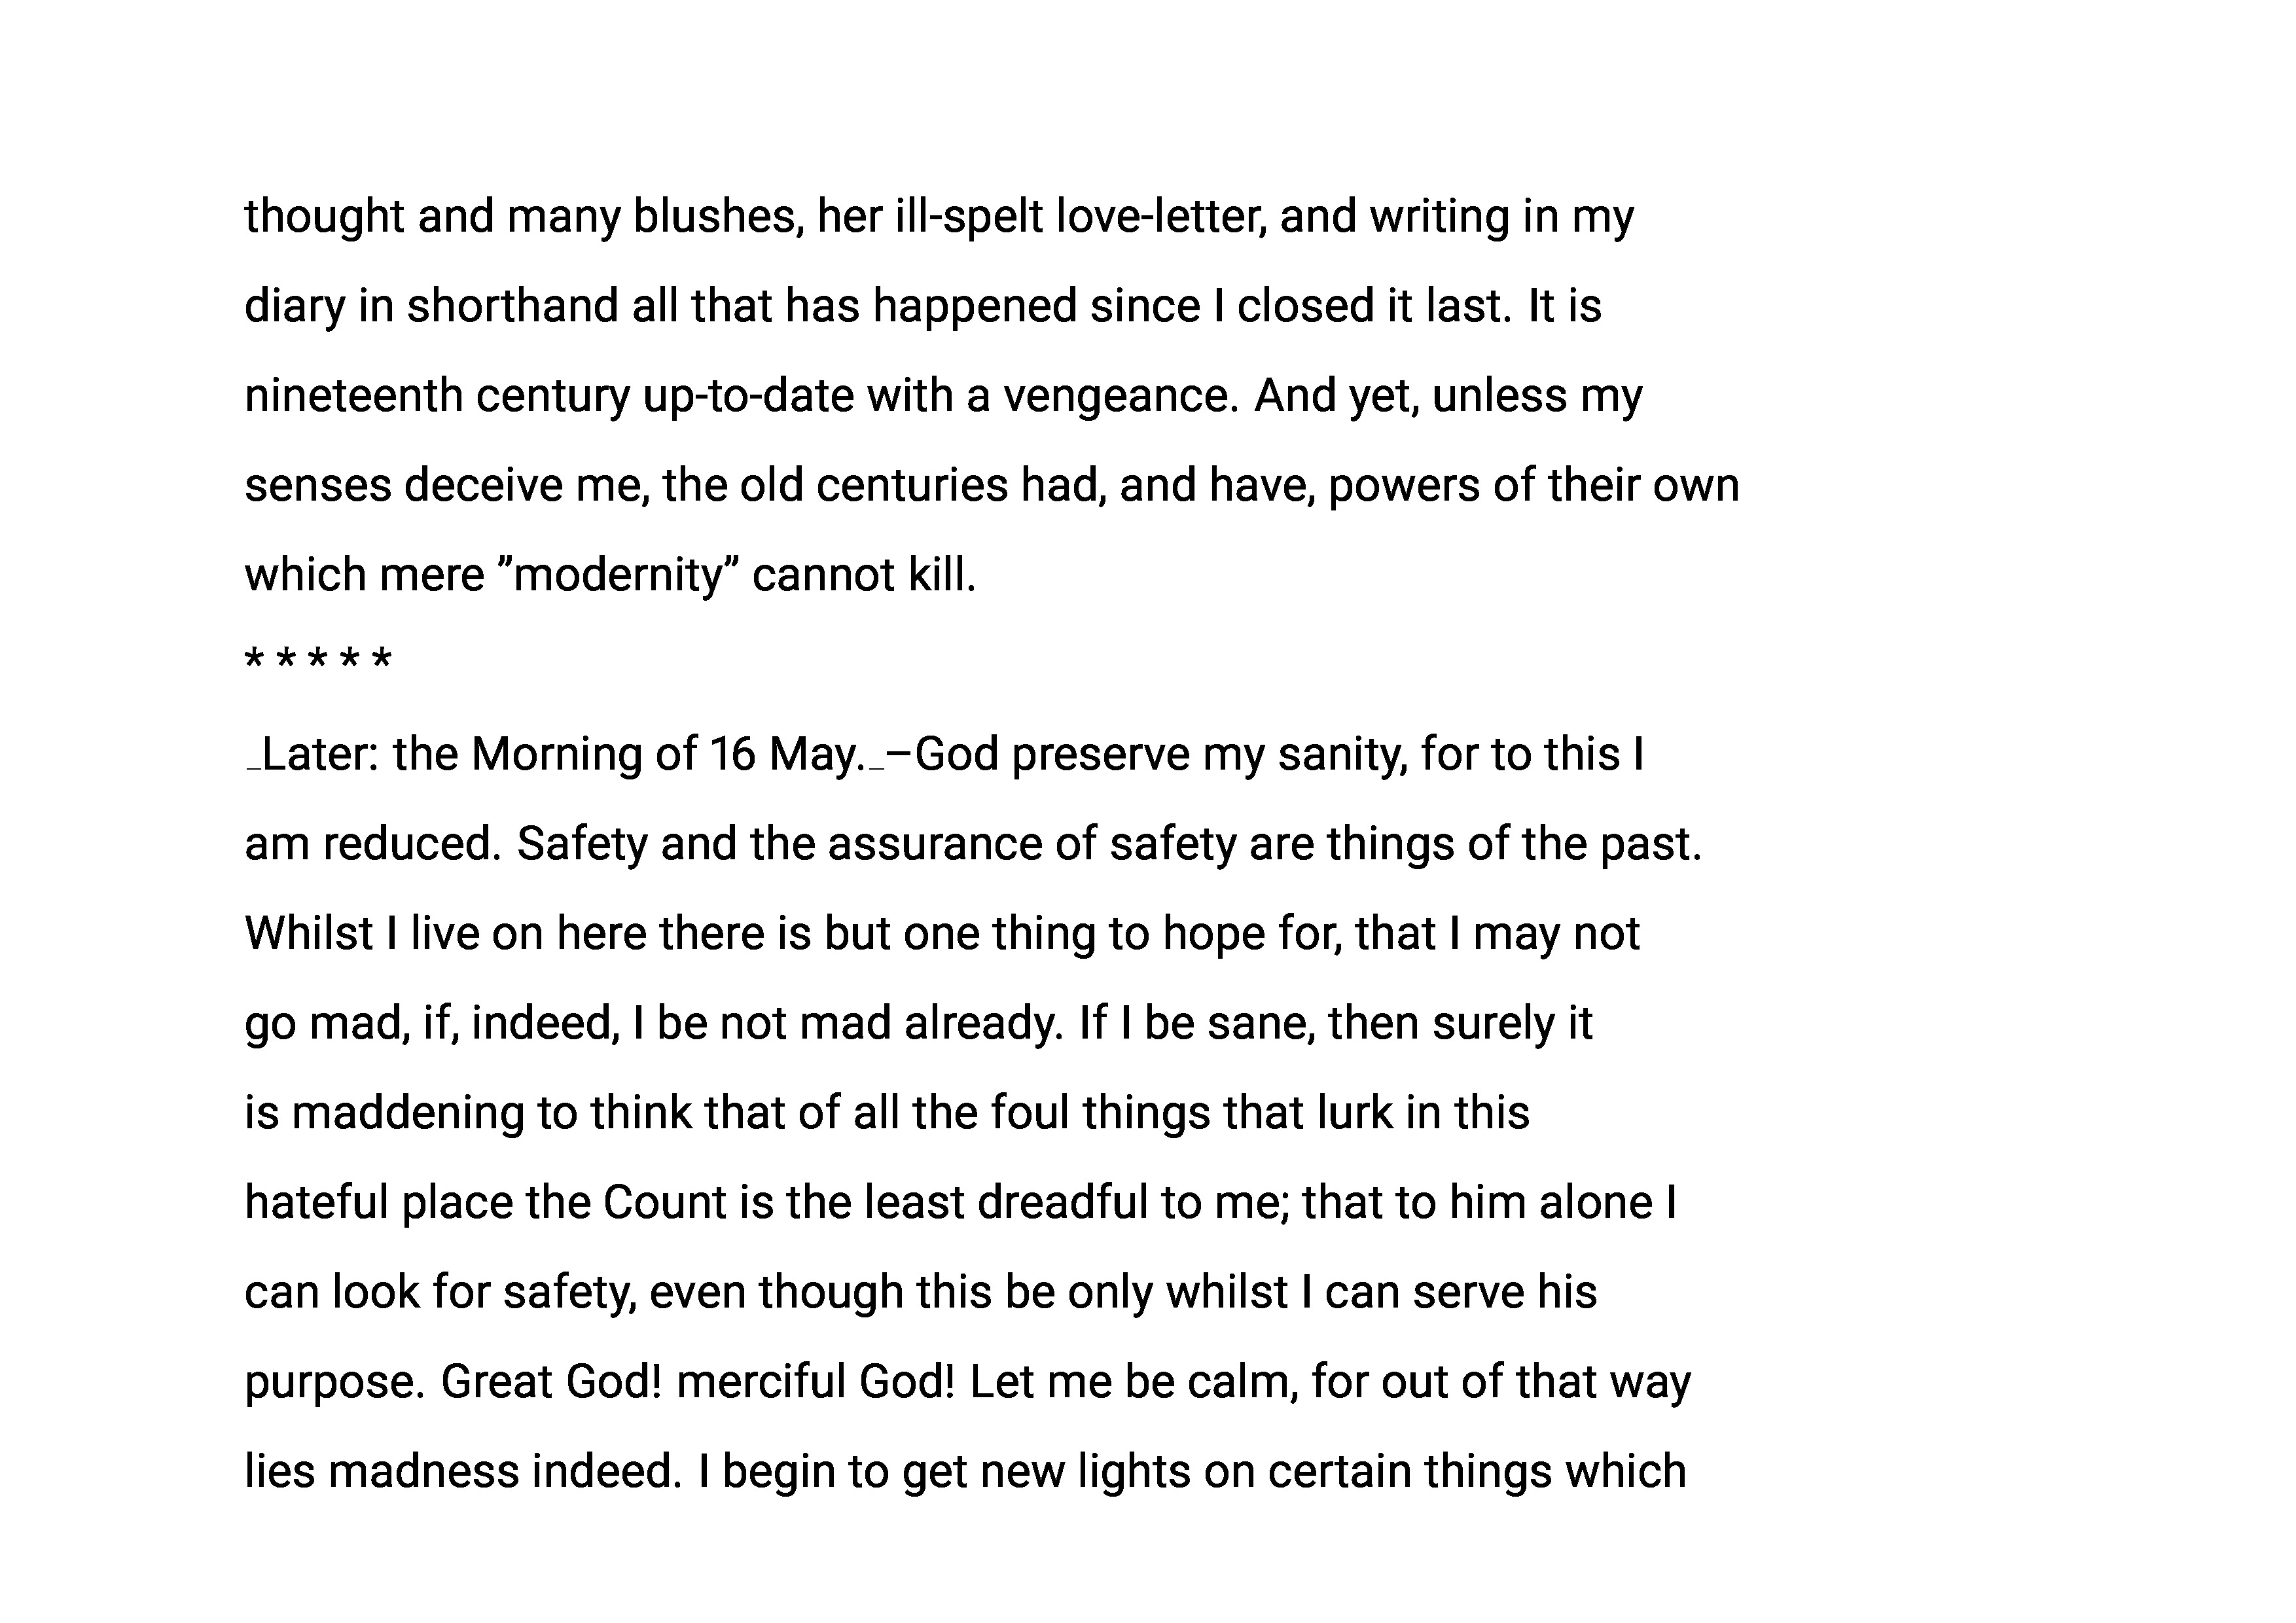 thought and many blushes, her ill-spelt love-letter, and writing in my
diary in shorthand all that has happened since I closed it last. It is
nineteenth century up-to-date with a vengeance. And yet, unless my
senses deceive me, the old centuries had, and have, powers of their own
which mere ”modernity” cannot kill.
* * * * *
_Later: the Morning of 16 May._–God preserve my sanity, for to this I
am reduced. Safety and the assurance of safety are things of the past.
Whilst I live on here there is but one thing to hope for, that I may not
go mad, if, indeed, I be not mad already. If I be sane, then surely it
is maddening to think that of all the foul things that lurk in this
hateful place the Count is the least dreadful to me; that to him alone I
can look for safety, even though this be only whilst I can serve his
purpose. Great God! merciful God! Let me be calm, for out of that way
lies madness indeed. I begin to get new lights on certain things which